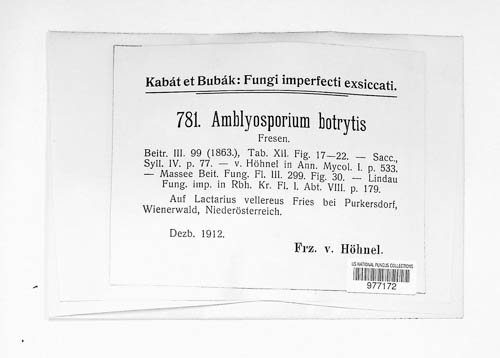 Kabát et Bubák: Fungi imperfecti exsiccati.
781. Amblyosporium botrytis
Fresen.
Beitr. III. 99 (1863.), Tab. XII. Fig. 17—22. — Sacc.,
Syll. IV. p. 77. — v. Höhnel in Ann. Mycol. I. p. 533.
— Massee Beit. Fung. Fl. III. 299. Fig. 30. — Lindau
Fung. imp. in Rbh. Kr. Fl. I. Abt. VIII. p. 179.
Auf Lactarius vellereus Fries bei Purkersdorf,
Wienerwald, Niederösterreich.
Dezb. 1912.
Frz. v. Höhnel.
US NATIONAL FUNGUS COLLECTIONS
977172